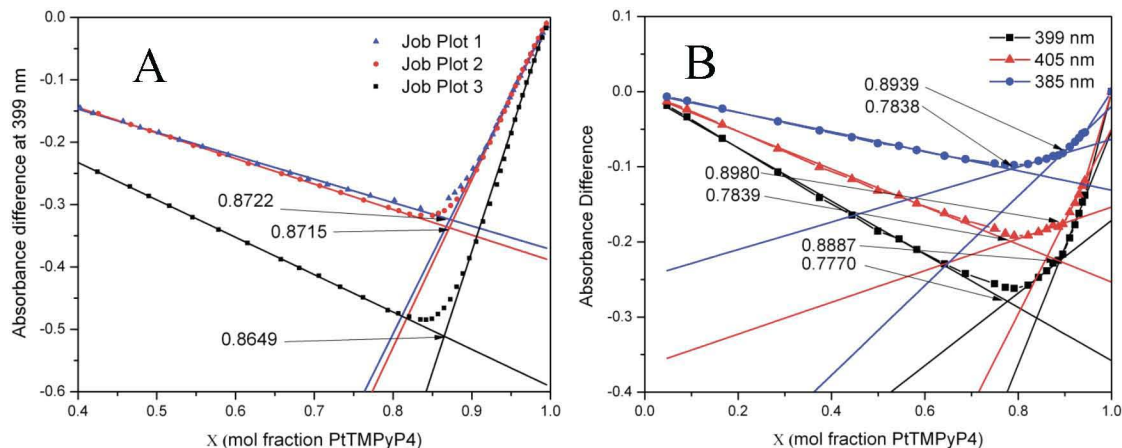 A
Job Plot 1
Job Plot 2
Job Plot 3
0.8722
0.8715
0.8649
0.0
-0.1
-0.2
-0.3
-0.4
-0.5
-0.6
0.4 0.5 0.6 0.7 0.8 0.9 1.0
Absorbance difference at 399 nm
X (mol fraction PtTMPyP4)
B
399 nm
405 nm
385 nm
0.8939
0.7838
0.8980
0.7839
0.8887
0.7770
0.1
0.0
-0.1
-0.2
-0.3
-0.4
0.0 0.2 0.4 0.6 0.8 1.0
Absorbance Difference
X (mol fraction PtTMPyP4)